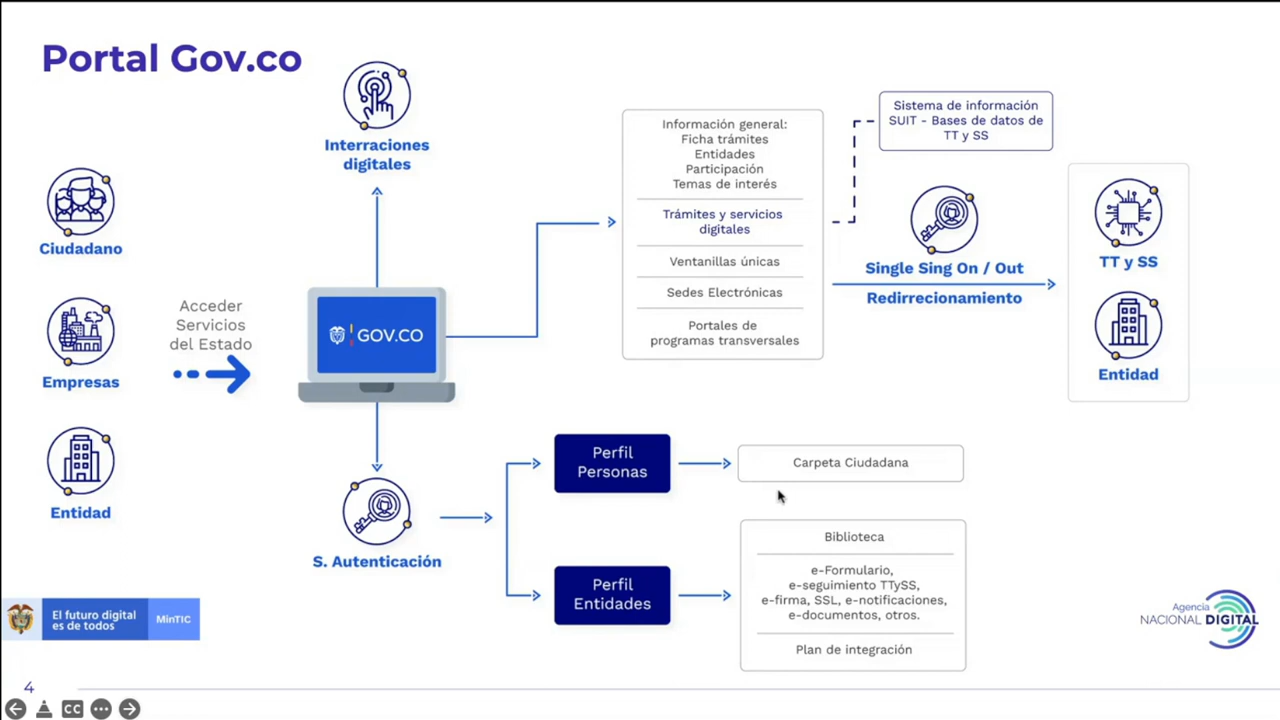 Portal Gov.co
Interraciones
digitales
Ciudadano
Empresas
Entidad
Acceder
Servicios
del Estado
GOV.CO
Información general:
Ficha trámites
Entidades
Participación
Temas de interés
Trámites y servicios
digitales
Ventanillas únicas
Sedes Electrónicas
Portales de
programas transversales
Sistema de información
SUIT - Bases de datos de
TT y SS
Single Sing On / Out
Redirrecionamiento
TT y SS
Entidad
S. Autenticación
Perfil
Personas
Carpeta Ciudadana
Perfil
Entidades
Biblioteca
e-Formulario,
e-seguimiento TTySS,
e-firma, SSL, e-notificaciones,
e-documentos, otros.
Plan de integración
El futuro digital
es de todos
MinTIC
Agencia
NACIONAL DIGITAL
4
CC